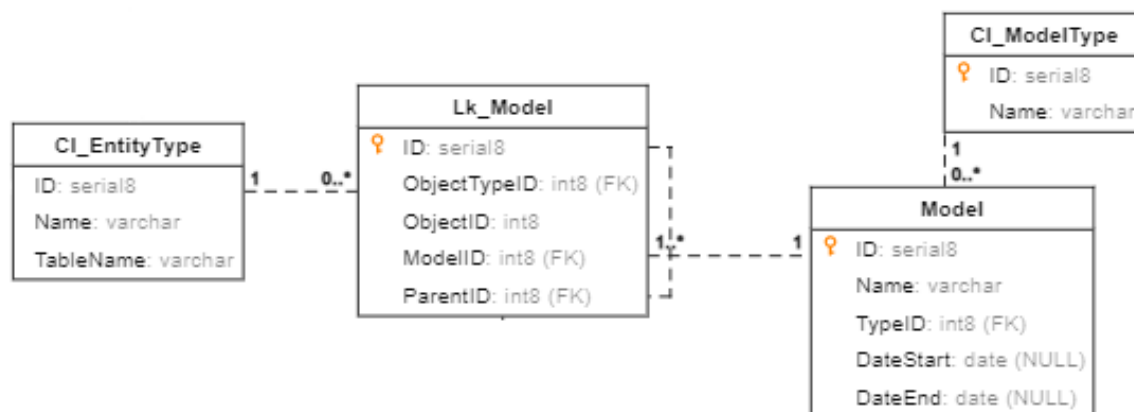 Cl_ModelType
ID: serial8
Name: varchar
1
0..*
Lk_Model
ID: serial8
ObjectTypeID: int8 (FK)
ObjectID: int8
ModelID: int8 (FK)
ParentID: int8 (FK)
Cl_EntityType
ID: serial8
Name: varchar
TableName: varchar
1
0..*
1..*
1
Model
ID: serial8
Name: varchar
TypeID: int8 (FK)
DateStart: date (NULL)
DateEnd: date (NULL)